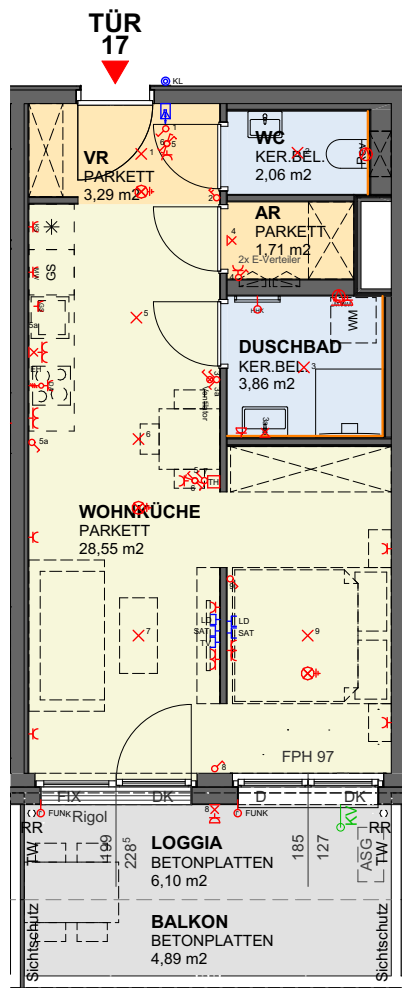 TÜR
17
KL
VR
PARKETT
3,29 m2
WC
KER.BEL.
2,06 m2
AR
PARKETT
1,71 m2
2x E-Verteiler
GS
WM
DUSCHBAD
KER.BEL.
3,86 m2
WOHNKÜCHE
PARKETT
28,55 m2
TH
LD
SAT
TV
LD
SAT
FPH 97
FIX
DK
D
DK
FUNK
Rigol
FUNK
KV
RR
RR
TW
TW
199
228⁵
185
127
ASG
LOGGIA
BETONPLATTEN
6,10 m2
BALKON
BETONPLATTEN
4,89 m2
Sichtschutz
Sichtschutz